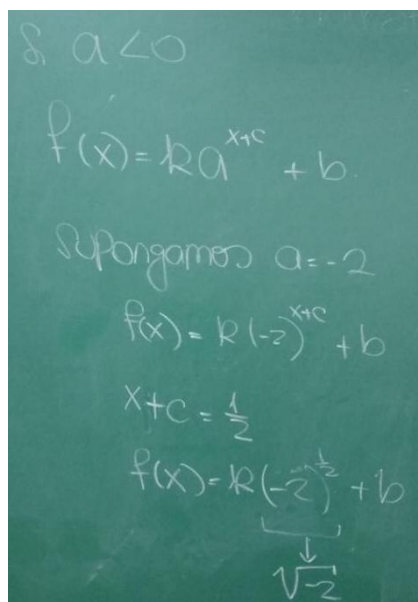 Si a<0
f(x)=ka^{x+c} + b.
Supongamos a=-2
f(x)=k(-2)^{x+c} + b
x+c = 1/2
f(x)=k(-2)^{1/2} + b
↓
√-2